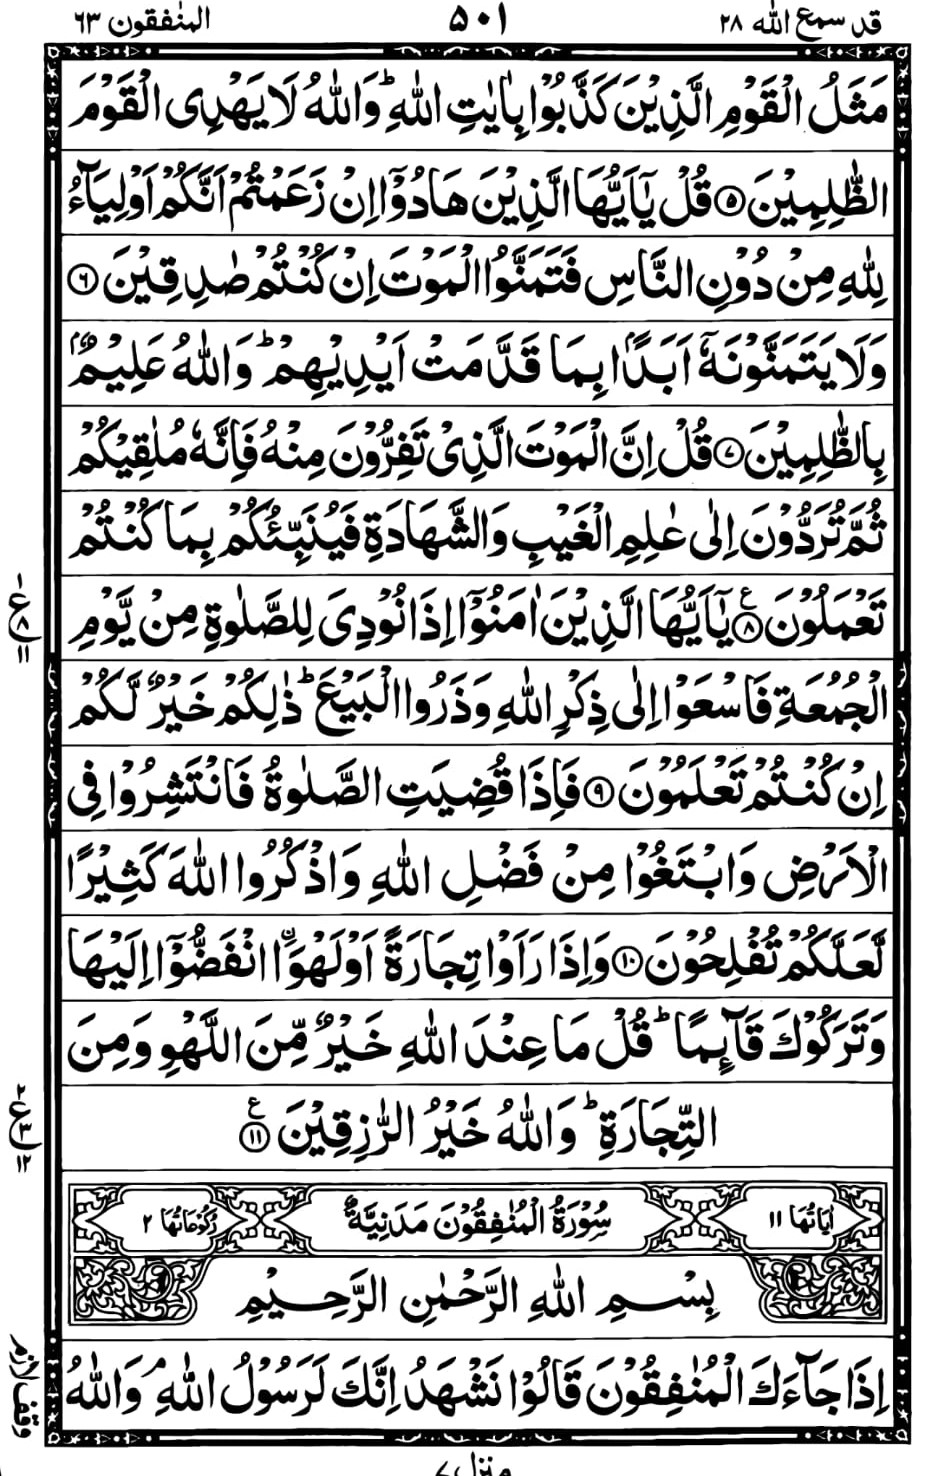 قد سمع الله ٢٨
٥٠١
المنٰفقون ٦٣
مَثَلُ الْقَوْمِ الَّذِيْنَ كَذَّبُوْا بِاٰيٰتِ اللّٰهِ ؕ وَاللّٰهُ لَا يَهْدِى الْقَوْمَ
الظّٰلِمِيْنَ ۝٥ قُلْ يٰۤاَيُّهَا الَّذِيْنَ هَادُوْۤا اِنْ زَعَمْتُمْ اَنَّكُمْ اَوْلِيَآءُ
لِلّٰهِ مِنْ دُوْنِ النَّاسِ فَتَمَنَّوُا الْمَوْتَ اِنْ كُنْتُمْ صٰدِقِيْنَ ۝٦
وَلَا يَتَمَنَّوْنَهٗۤ اَبَدًۢا بِمَا قَدَّمَتْ اَيْدِيْهِمْ ؕ وَاللّٰهُ عَلِيْمٌۢ
بِالظّٰلِمِيْنَ ۝٧ قُلْ اِنَّ الْمَوْتَ الَّذِىْ تَفِرُّوْنَ مِنْهُ فَاِنَّهٗ مُلٰقِيْكُمْ
ثُمَّ تُرَدُّوْنَ اِلٰى عٰلِمِ الْغَيْبِ وَالشَّهَادَةِ فَيُنَبِّئُكُمْ بِمَا كُنْتُمْ
تَعْمَلُوْنَ ۝٨ ع يٰۤاَيُّهَا الَّذِيْنَ اٰمَنُوْۤا اِذَا نُوْدِىَ لِلصَّلٰوةِ مِنْ يَّوْمِ
١
ع
٨
١١
الْجُمُعَةِ فَاسْعَوْا اِلٰى ذِكْرِ اللّٰهِ وَذَرُوا الْبَيْعَ ؕ ذٰلِكُمْ خَيْرٌ لَّكُمْ
اِنْ كُنْتُمْ تَعْلَمُوْنَ ۝٩ فَاِذَا قُضِيَتِ الصَّلٰوةُ فَانْتَشِرُوْا فِى
الْاَرْضِ وَابْتَغُوْا مِنْ فَضْلِ اللّٰهِ وَاذْكُرُوا اللّٰهَ كَثِيْرًا
لَّعَلَّكُمْ تُفْلِحُوْنَ ۝١٠ وَاِذَا رَاَوْا تِجَارَةً اَوْ لَهْوَا۟ اۨنْفَضُّوْۤا اِلَيْهَا
وَتَرَكُوْكَ قَآئِمًا ؕ قُلْ مَا عِنْدَ اللّٰهِ خَيْرٌ مِّنَ اللَّهْوِ وَمِنَ
التِّجَارَةِ ؕ وَاللّٰهُ خَيْرُ الرّٰزِقِيْنَ ۝١١ ع
٢
ع
٣
١٢
اٰيَاتُهَا ١١
سُوْرَةُ الْمُنٰفِقُوْنَ مَدَنِيَّةٌ
رُكُوْعَاتُهَا ٢
بِسْمِ اللّٰهِ الرَّحْمٰنِ الرَّحِيْمِ
اِذَا جَآءَكَ الْمُنٰفِقُوْنَ قَالُوْا نَشْهَدُ اِنَّكَ لَرَسُوْلُ اللّٰهِ ۘ وَاللّٰهُ
وقف لازم
منزل ٧